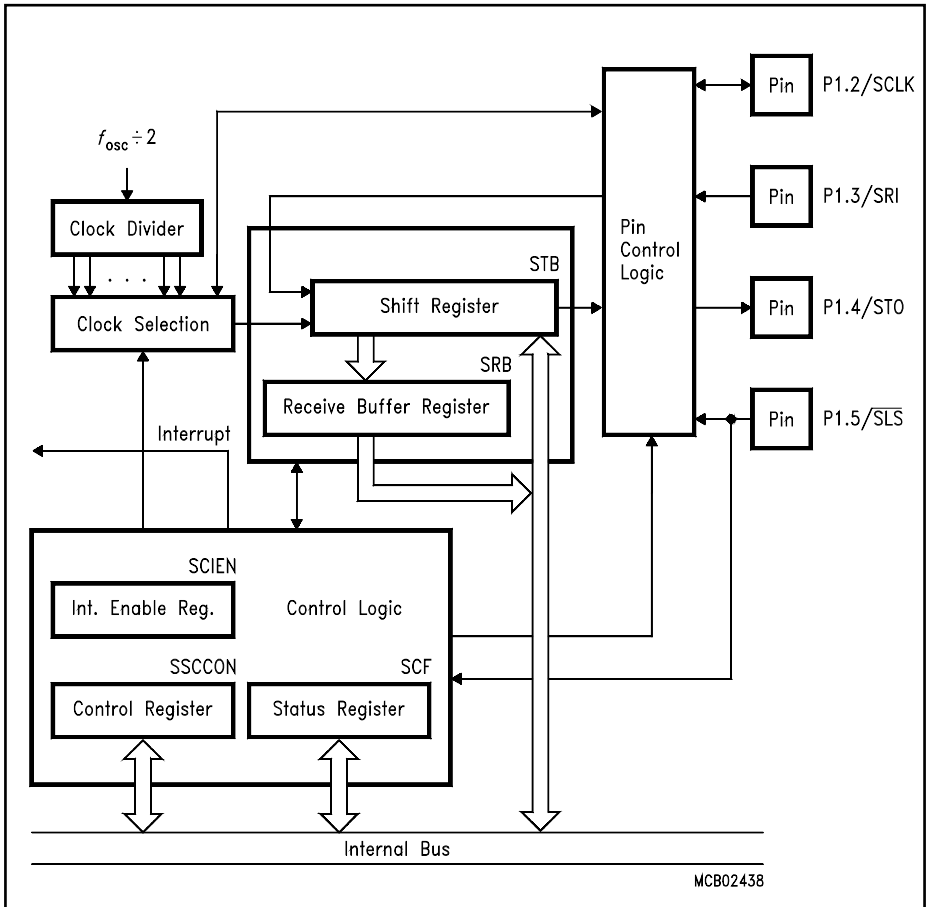 Pin P1.2/SCLK
f_osc ÷ 2
Pin P1.3/SRI
Clock Divider
Pin
Control
Logic
. . .
STB
Shift Register
Pin P1.4/STO
Clock Selection
SRB
Receive Buffer Register
Pin P1.5/S̅L̅S̅
Interrupt
SCIEN
Int. Enable Reg.
Control Logic
SSCCON
SCF
Control Register
Status Register
Internal Bus
MCB02438